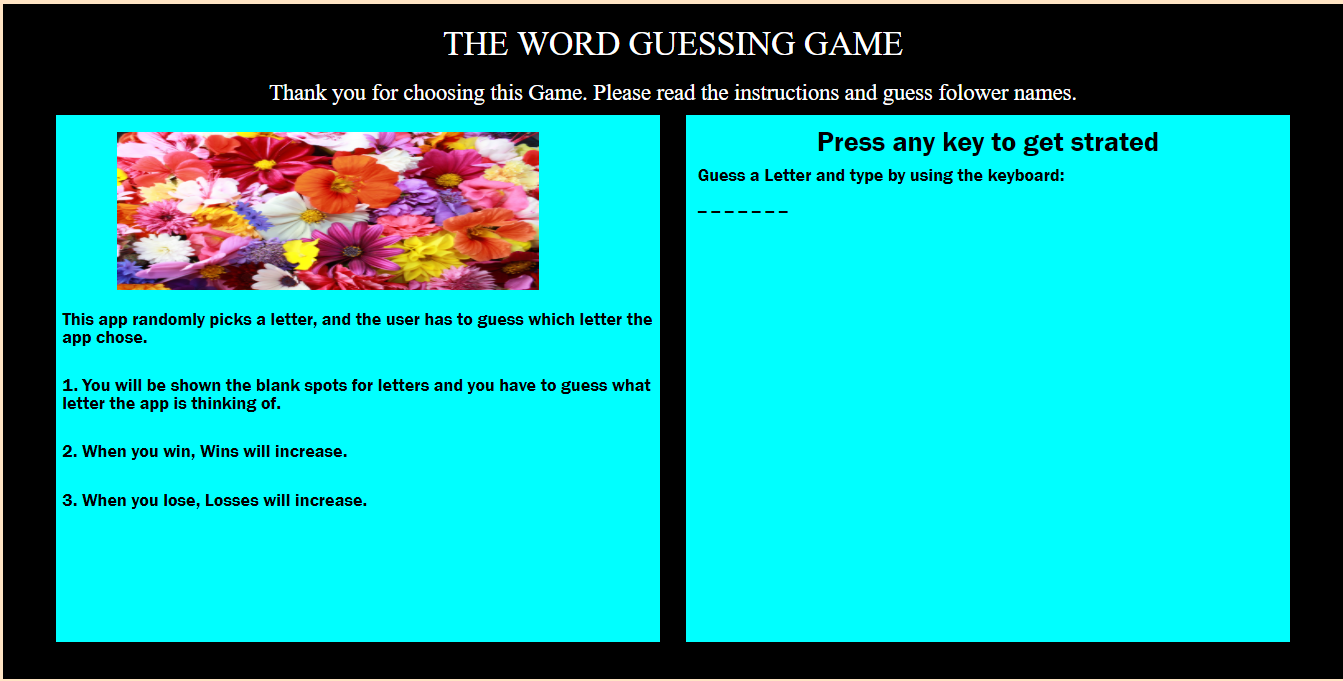 THE WORD GUESSING GAME
Thank you for choosing this Game. Please read the instructions and guess folower names.
This app randomly picks a letter, and the user has to guess which letter the
app chose.
1. You will be shown the blank spots for letters and you have to guess what
letter the app is thinking of.
2. When you win, Wins will increase.
3. When you lose, Losses will increase.
Press any key to get strated
Guess a Letter and type by using the keyboard:
_ _ _ _ _ _ _